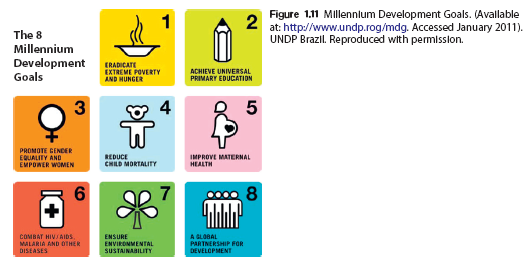 The 8
Millennium
Development
Goals
1
ERADICATE
EXTREME POVERTY
AND HUNGER
2
ACHIEVE UNIVERSAL
PRIMARY EDUCATION
3
PROMOTE GENDER
EQUALITY AND
EMPOWER WOMEN
4
REDUCE
CHILD MORTALITY
5
IMPROVE MATERNAL
HEALTH
6
COMBAT HIV/AIDS,
MALARIA AND OTHER
DISEASES
7
ENSURE
ENVIRONMENTAL
SUSTAINABILITY
8
A GLOBAL
PARTNERSHIP FOR
DEVELOPMENT
Figure 1.11 Millennium Development Goals. (Available
at: http://www.undp.rog/mdg. Accessed January 2011).
UNDP Brazil. Reproduced with permission.